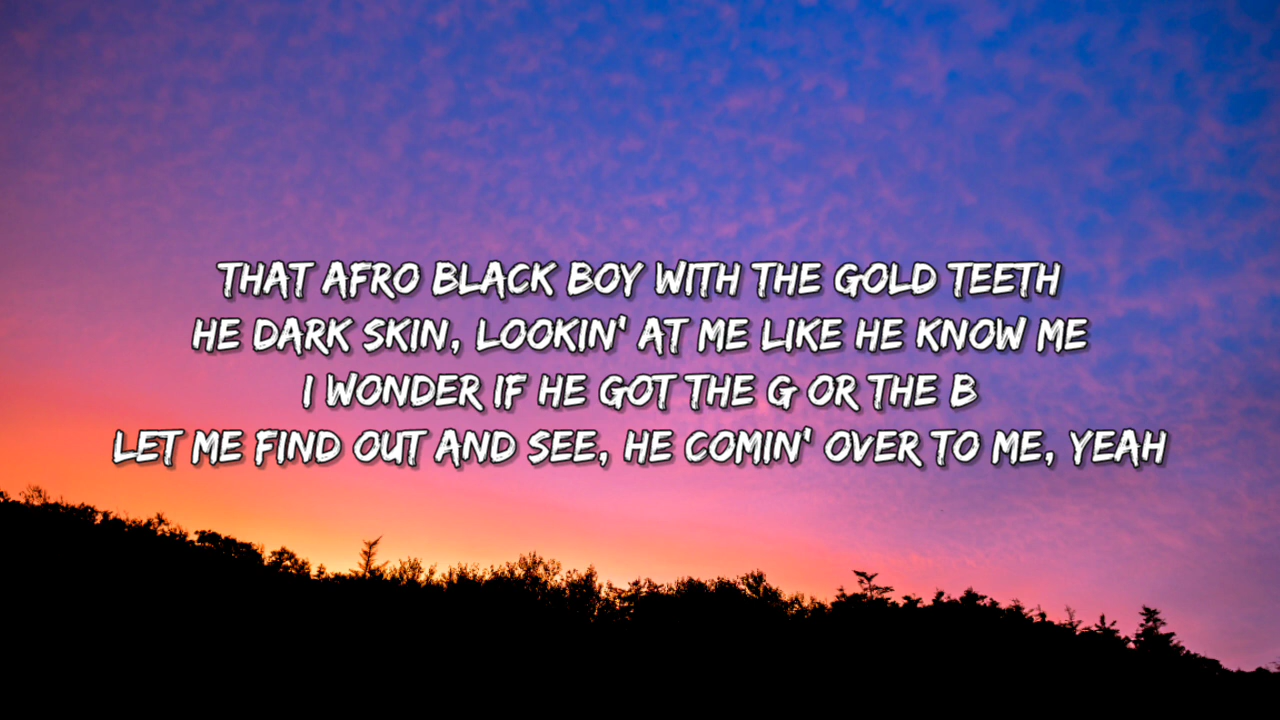 THAT AFRO BLACK BOY WITH THE GOLD TEETH
HE DARK SKIN, LOOKIN' AT ME LIKE HE KNOW ME
I WONDER IF HE GOT THE G OR THE B
LET ME FIND OUT AND SEE, HE COMIN' OVER TO ME, YEAH